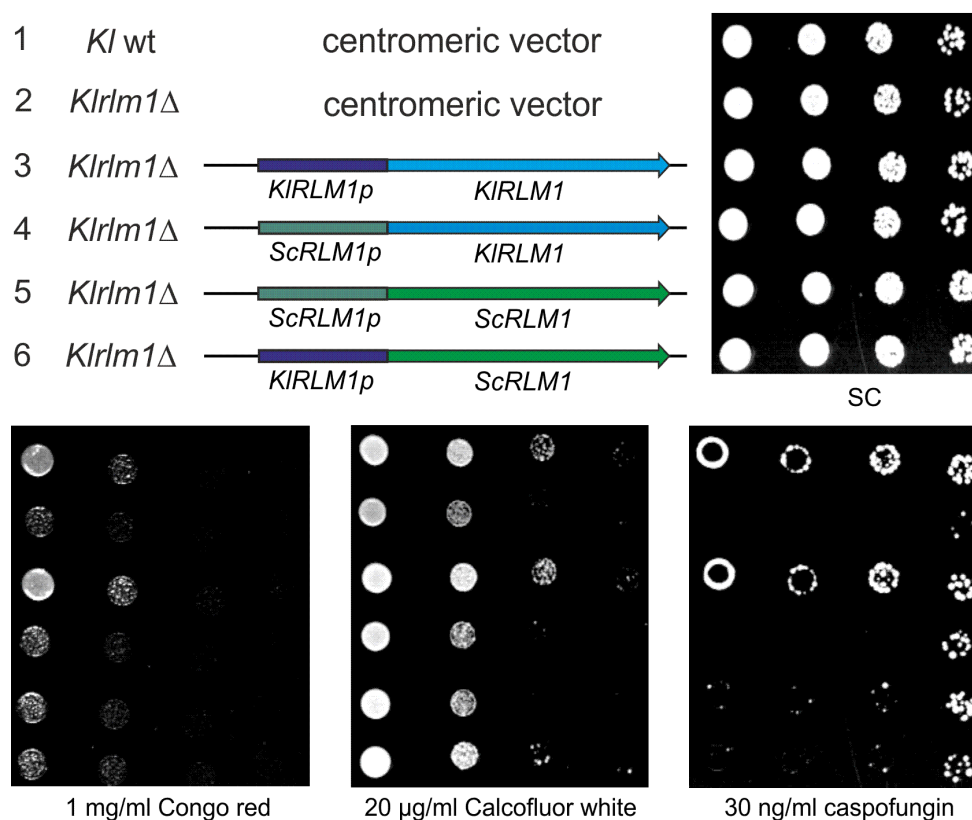 1 Kl wt centromeric vector
2 Klrlm1Δ centromeric vector
3 Klrlm1Δ
KlRLM1p KlRLM1
4 Klrlm1Δ
ScRLM1p KlRLM1
5 Klrlm1Δ
ScRLM1p ScRLM1
6 Klrlm1Δ
KlRLM1p ScRLM1
SC
1 mg/ml Congo red
20 µg/ml Calcofluor white
30 ng/ml caspofungin